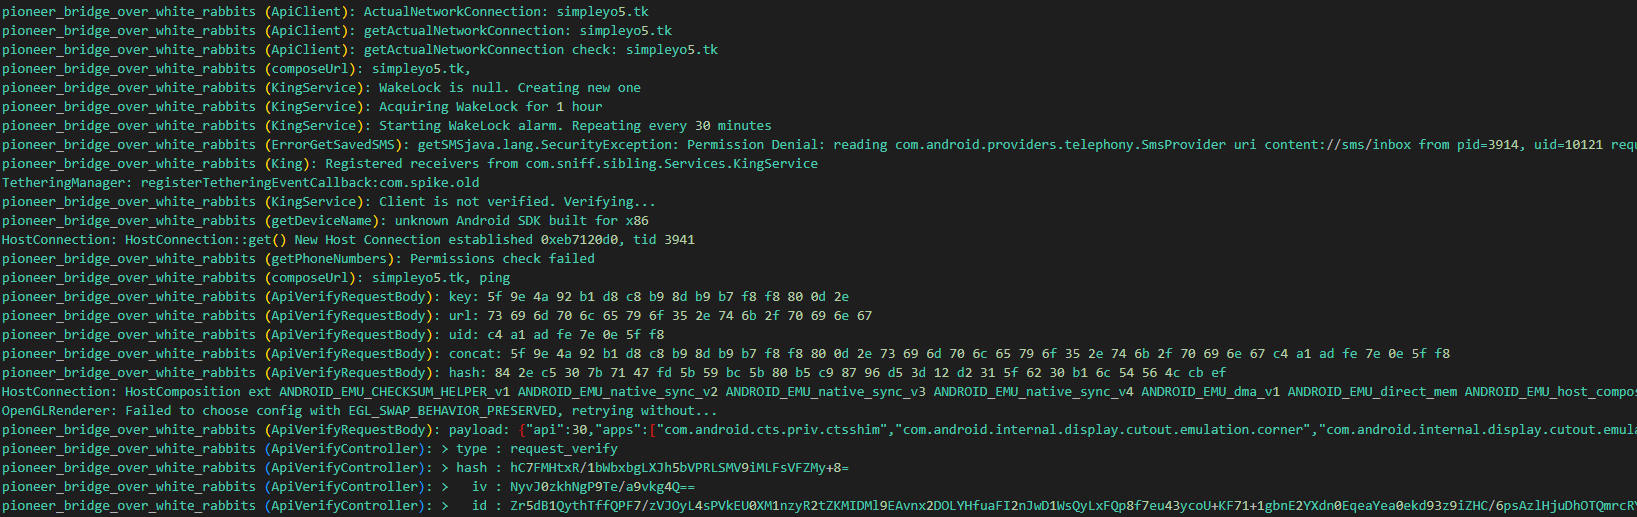 pioneer_bridge_over_white_rabbits (ApiClient): ActualNetworkConnection: simpleyo5.tk
pioneer_bridge_over_white_rabbits (ApiClient): getActualNetworkConnection: simpleyo5.tk
pioneer_bridge_over_white_rabbits (ApiClient): getActualNetworkConnection check: simpleyo5.tk
pioneer_bridge_over_white_rabbits (composeUrl): simpleyo5.tk,
pioneer_bridge_over_white_rabbits (KingService): WakeLock is null. Creating new one
pioneer_bridge_over_white_rabbits (KingService): Acquiring WakeLock for 1 hour
pioneer_bridge_over_white_rabbits (KingService): Starting WakeLock alarm. Repeating every 30 minutes
pioneer_bridge_over_white_rabbits (ErrorGetSavedSMS): getSMSjava.lang.SecurityException: Permission Denial: reading com.android.providers.telephony.SmsProvider uri content://sms/inbox from pid=3914, uid=10121 requ
pioneer_bridge_over_white_rabbits (King): Registered receivers from com.sniff.sibling.Services.KingService
TetheringManager: registerTetheringEventCallback:com.spike.old
pioneer_bridge_over_white_rabbits (KingService): Client is not verified. Verifying...
pioneer_bridge_over_white_rabbits (getDeviceName): unknown Android SDK built for x86
HostConnection: HostConnection::get() New Host Connection established 0xeb7120d0, tid 3941
pioneer_bridge_over_white_rabbits (getPhoneNumbers): Permissions check failed
pioneer_bridge_over_white_rabbits (composeUrl): simpleyo5.tk, ping
pioneer_bridge_over_white_rabbits (ApiVerifyRequestBody): key: 5f 9e 4a 92 b1 d8 c8 b9 8d b9 b7 f8 f8 80 0d 2e
pioneer_bridge_over_white_rabbits (ApiVerifyRequestBody): url: 73 69 6d 70 6c 65 79 6f 35 2e 74 6b 2f 70 69 6e 67
pioneer_bridge_over_white_rabbits (ApiVerifyRequestBody): uid: c4 a1 ad fe 7e 0e 5f f8
pioneer_bridge_over_white_rabbits (ApiVerifyRequestBody): concat: 5f 9e 4a 92 b1 d8 c8 b9 8d b9 b7 f8 f8 80 0d 2e 73 69 6d 70 6c 65 79 6f 35 2e 74 6b 2f 70 69 6e 67 c4 a1 ad fe 7e 0e 5f f8
pioneer_bridge_over_white_rabbits (ApiVerifyRequestBody): hash: 84 2e c5 30 7b 71 47 fd 5b 59 bc 5b 80 b5 c9 87 96 d5 3d 12 d2 31 5f 62 30 b1 6c 54 56 4c cb ef
HostConnection: HostComposition ext ANDROID_EMU_CHECKSUM_HELPER_v1 ANDROID_EMU_native_sync_v2 ANDROID_EMU_native_sync_v3 ANDROID_EMU_native_sync_v4 ANDROID_EMU_dma_v1 ANDROID_EMU_direct_mem ANDROID_EMU_host_compos
OpenGLRenderer: Failed to choose config with EGL_SWAP_BEHAVIOR_PRESERVED, retrying without...
pioneer_bridge_over_white_rabbits (ApiVerifyRequestBody): payload: {"api":30,"apps":["com.android.cts.priv.ctsshim","com.android.internal.display.cutout.emulation.corner","com.android.internal.display.cutout.emula
pioneer_bridge_over_white_rabbits (ApiVerifyController): > type : request_verify
pioneer_bridge_over_white_rabbits (ApiVerifyController): > hash : hC7FMHtxR/1bWbxbgLXJh5bVPRLSMV9iMLFsVFZMy+8=
pioneer_bridge_over_white_rabbits (ApiVerifyController): > iv : NyvJ0zkhNgP9Te/a9vkg4Q==
pioneer_bridge_over_white_rabbits (ApiVerifyController): > id : Zr5dB1QythTffQPF7/zVJOyL4sPVkEU0XM1nzyR2tZKMIDMl9EAvnx2DOLYHfuaFI2nJwD1WsQyLxFQp8f7eu43ycoU+KF71+1gbnE2YXdn0EqeaYea0ekd93z9iZHC/6psAzlHjuDhOTQmrcRY